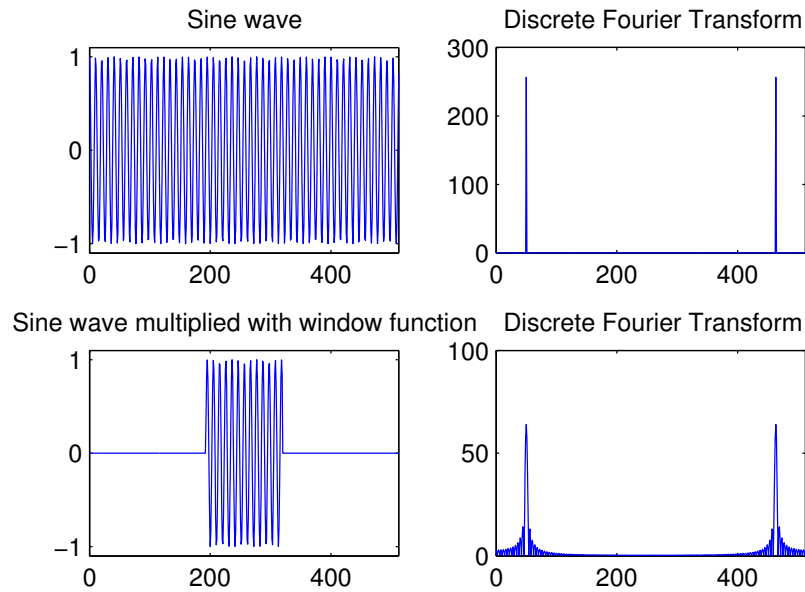 Sine wave
1
0
−1
0 200 400
Discrete Fourier Transform
300
200
100
0
0 200 400
Sine wave multiplied with window function
1
0
−1
0 200 400
Discrete Fourier Transform
100
50
0
0 200 400